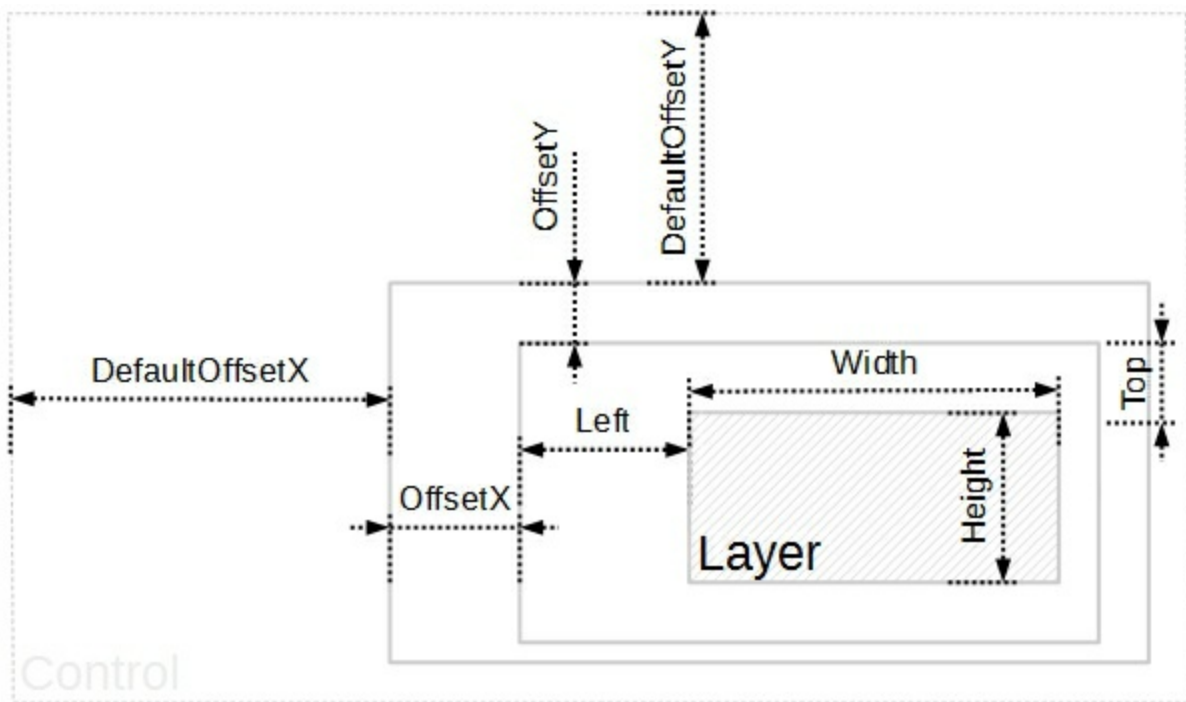 DefaultOffsetY
OffsetY
DefaultOffsetX
Width
Top
Left
OffsetX
Height
Layer
Control